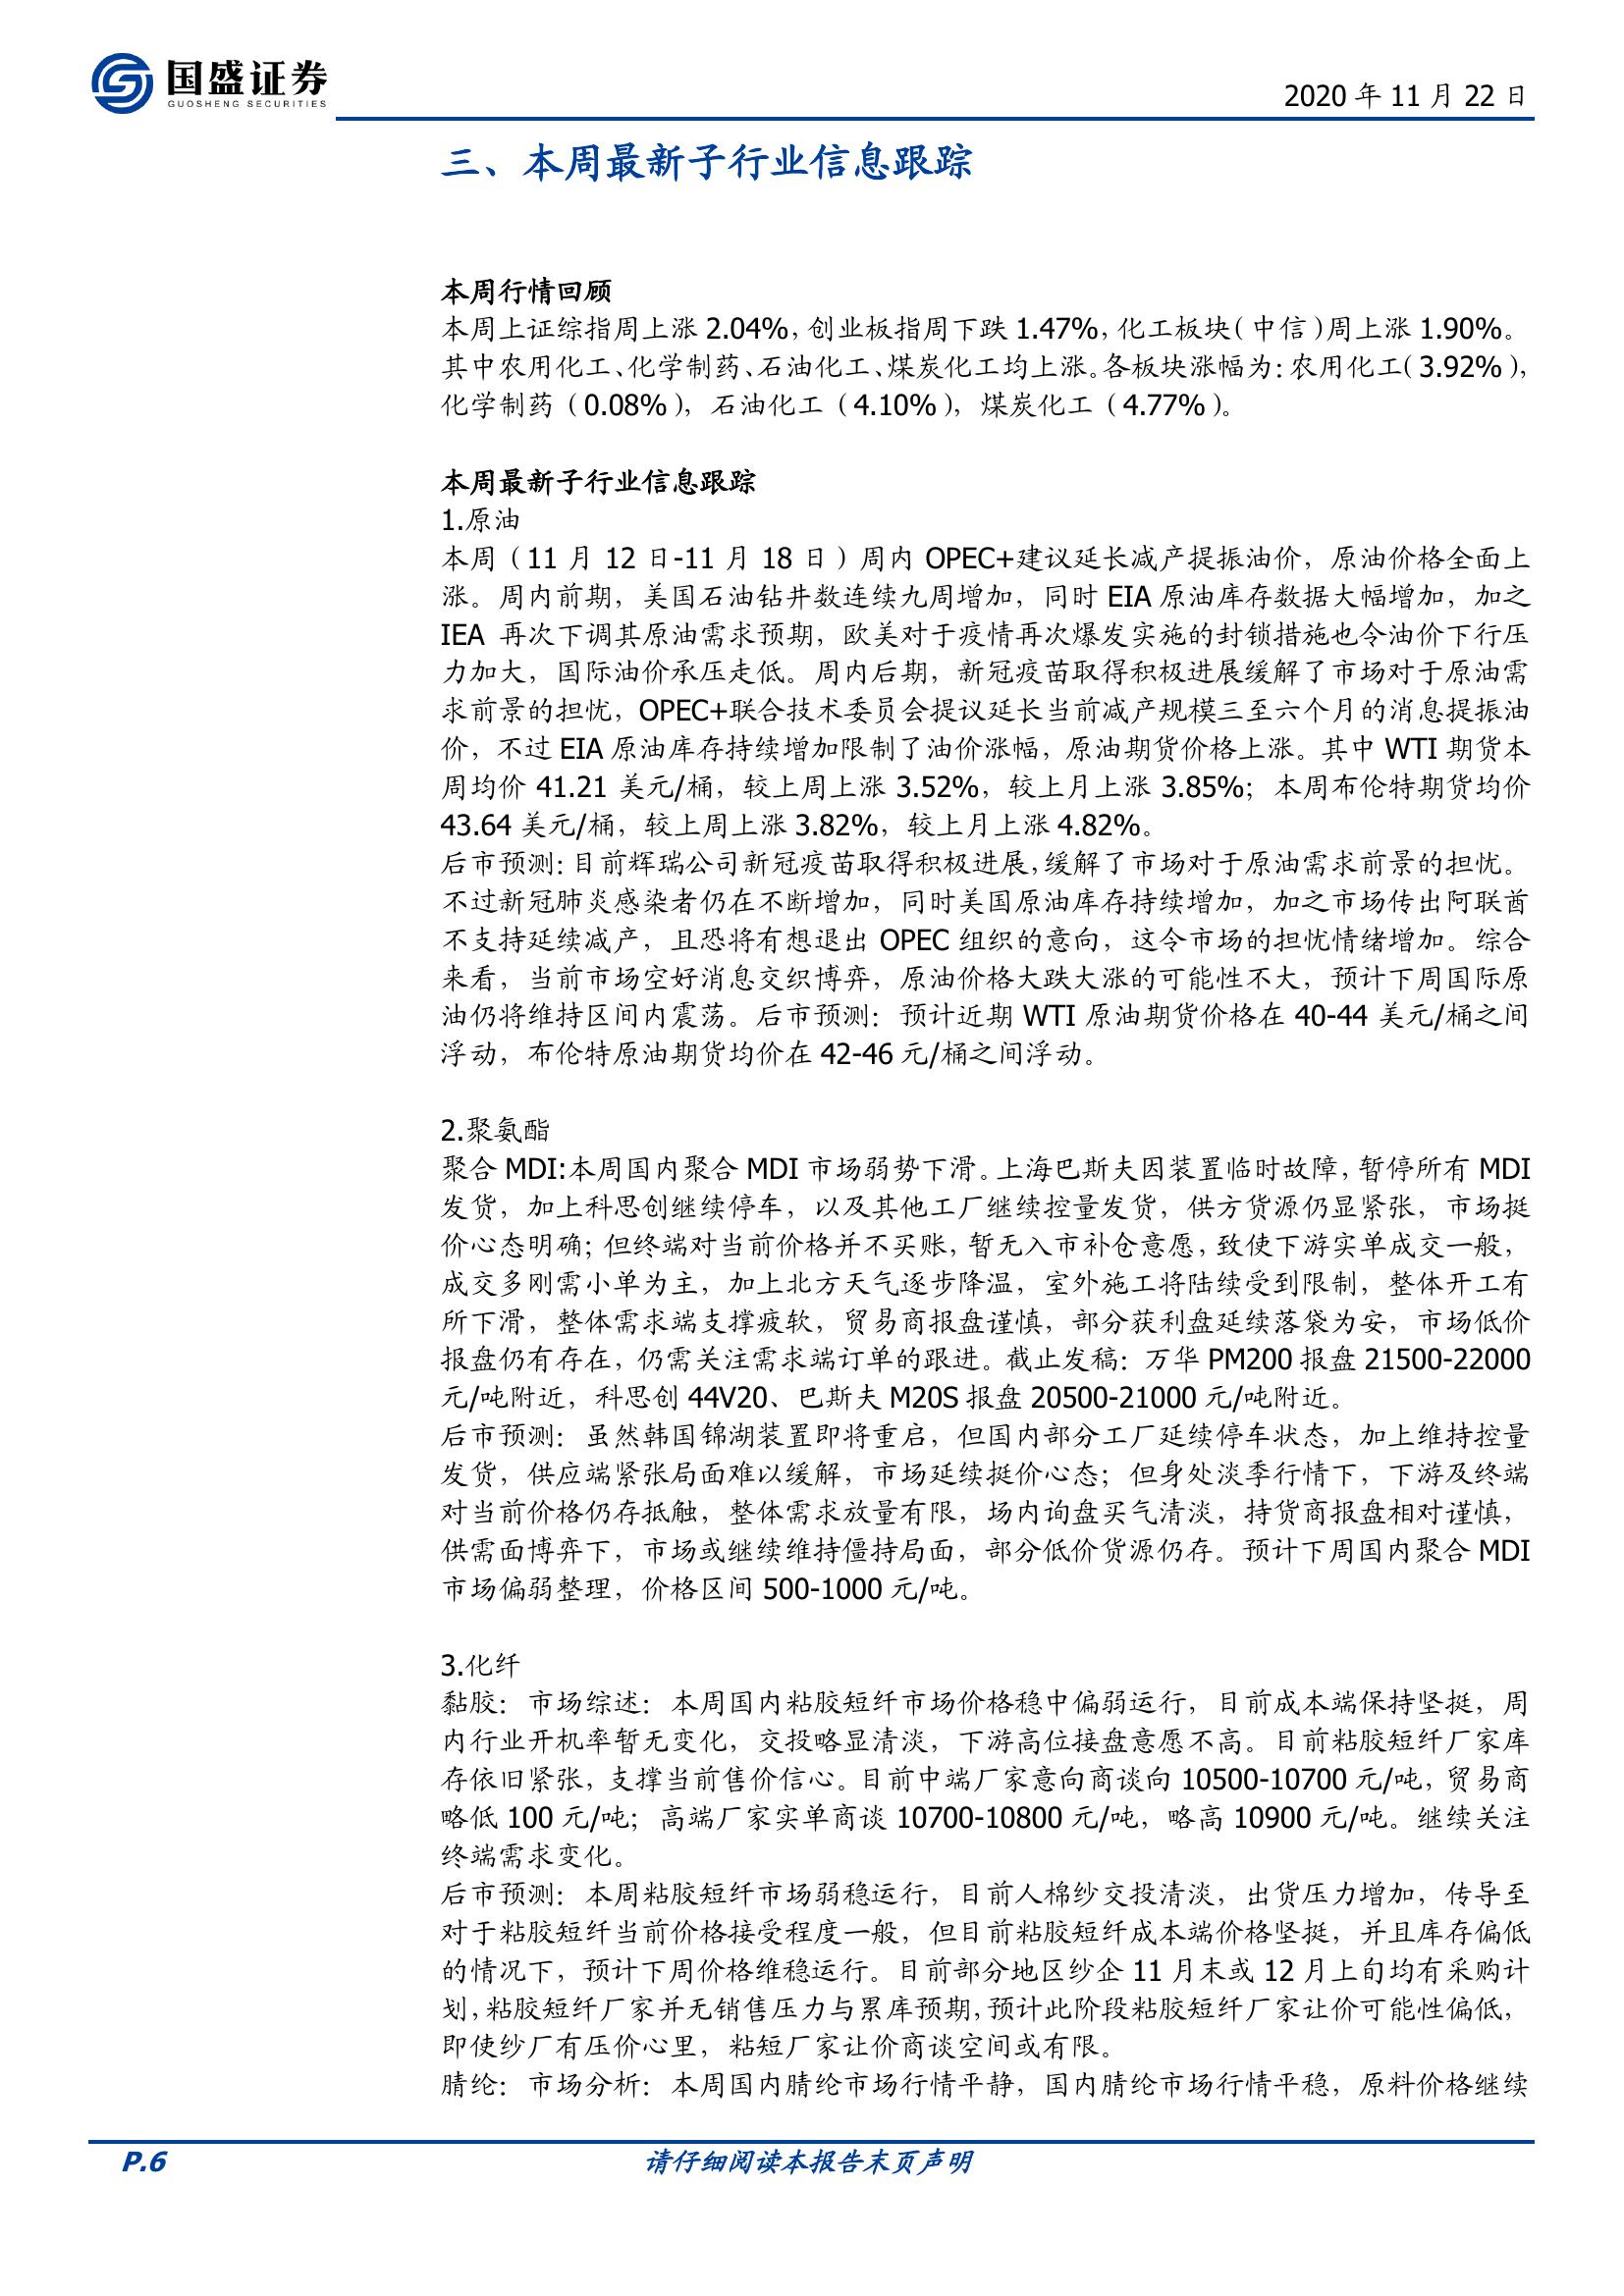 国盛证券
GUOSHENG SECURITIES
2020 年 11 月 22 日
三、本周最新子行业信息跟踪
本周行情回顾
本周上证综指周上涨 2.04%，创业板指周下跌 1.47%，化工板块（中信）周上涨 1.90%。
其中农用化工、化学制药、石油化工、煤炭化工均上涨。各板块涨幅为：农用化工（3.92%），
化学制药（0.08%），石油化工（4.10%），煤炭化工（4.77%）。
本周最新子行业信息跟踪
1.原油
本周（11 月 12 日-11 月 18 日）周内 OPEC+建议延长减产提振油价，原油价格全面上
涨。周内前期，美国石油钻井数连续九周增加，同时 EIA 原油库存数据大幅增加，加之
IEA 再次下调其原油需求预期，欧美对于疫情再次爆发实施的封锁措施也令油价下行压
力加大，国际油价承压走低。周内后期，新冠疫苗取得积极进展缓解了市场对于原油需
求前景的担忧，OPEC+联合技术委员会提议延长当前减产规模三至六个月的消息提振油
价，不过 EIA 原油库存持续增加限制了油价涨幅，原油期货价格上涨。其中 WTI 期货本
周均价 41.21 美元/桶，较上周上涨 3.52%，较上月上涨 3.85%；本周布伦特期货均价
43.64 美元/桶，较上周上涨 3.82%，较上月上涨 4.82%。
后市预测：目前辉瑞公司新冠疫苗取得积极进展，缓解了市场对于原油需求前景的担忧。
不过新冠肺炎感染者仍在不断增加，同时美国原油库存持续增加，加之市场传出阿联酋
不支持延续减产，且恐将有想退出 OPEC 组织的意向，这令市场的担忧情绪增加。综合
来看，当前市场空好消息交织博弈，原油价格大跌大涨的可能性不大，预计下周国际原
油仍将维持区间内震荡。后市预测：预计近期 WTI 原油期货价格在 40-44 美元/桶之间
浮动，布伦特原油期货均价在 42-46 元/桶之间浮动。
2.聚氨酯
聚合 MDI:本周国内聚合 MDI 市场弱势下滑。上海巴斯夫因装置临时故障，暂停所有 MDI
发货，加上科思创继续停车，以及其他工厂继续控量发货，供方货源仍显紧张，市场挺
价心态明确；但终端对当前价格并不买账，暂无入市补仓意愿，致使下游实单成交一般，
成交多刚需小单为主，加上北方天气逐步降温，室外施工将陆续受到限制，整体开工有
所下滑，整体需求端支撑疲软，贸易商报盘谨慎，部分获利盘延续落袋为安，市场低价
报盘仍有存在，仍需关注需求端订单的跟进。截止发稿：万华 PM200 报盘 21500-22000
元/吨附近，科思创 44V20、巴斯夫 M20S 报盘 20500-21000 元/吨附近。
后市预测：虽然韩国锦湖装置即将重启，但国内部分工厂延续停车状态，加上维持控量
发货，供应端紧张局面难以缓解，市场延续挺价心态；但身处淡季行情下，下游及终端
对当前价格仍存抵触，整体需求放量有限，场内询盘买气清淡，持货商报盘相对谨慎，
供需面博弈下，市场或继续维持僵持局面，部分低价货源仍存。预计下周国内聚合 MDI
市场偏弱整理，价格区间 500-1000 元/吨。
3.化纤
黏胶：市场综述：本周国内粘胶短纤市场价格稳中偏弱运行，目前成本端保持坚挺，周
内行业开机率暂无变化，交投略显清淡，下游高位接盘意愿不高。目前粘胶短纤厂家库
存依旧紧张，支撑当前售价信心。目前中端厂家意向商谈向 10500-10700 元/吨，贸易商
略低 100 元/吨；高端厂家实单商谈 10700-10800 元/吨，略高 10900 元/吨。继续关注
终端需求变化。
后市预测：本周粘胶短纤市场弱稳运行，目前人棉纱交投清淡，出货压力增加，传导至
对于粘胶短纤当前价格接受程度一般，但目前粘胶短纤成本端价格坚挺，并且库存偏低
的情况下，预计下周价格维稳运行。目前部分地区纱企 11 月末或 12 月上旬均有采购计
划，粘胶短纤厂家并无销售压力与累库预期，预计此阶段粘胶短纤厂家让价可能性偏低，
即使纱厂有压价心里，粘短厂家让价商谈空间或有限。
腈纶：市场分析：本周国内腈纶市场行情平静，国内腈纶市场行情平稳，原料价格继续
P.6
请仔细阅读本报告末页声明